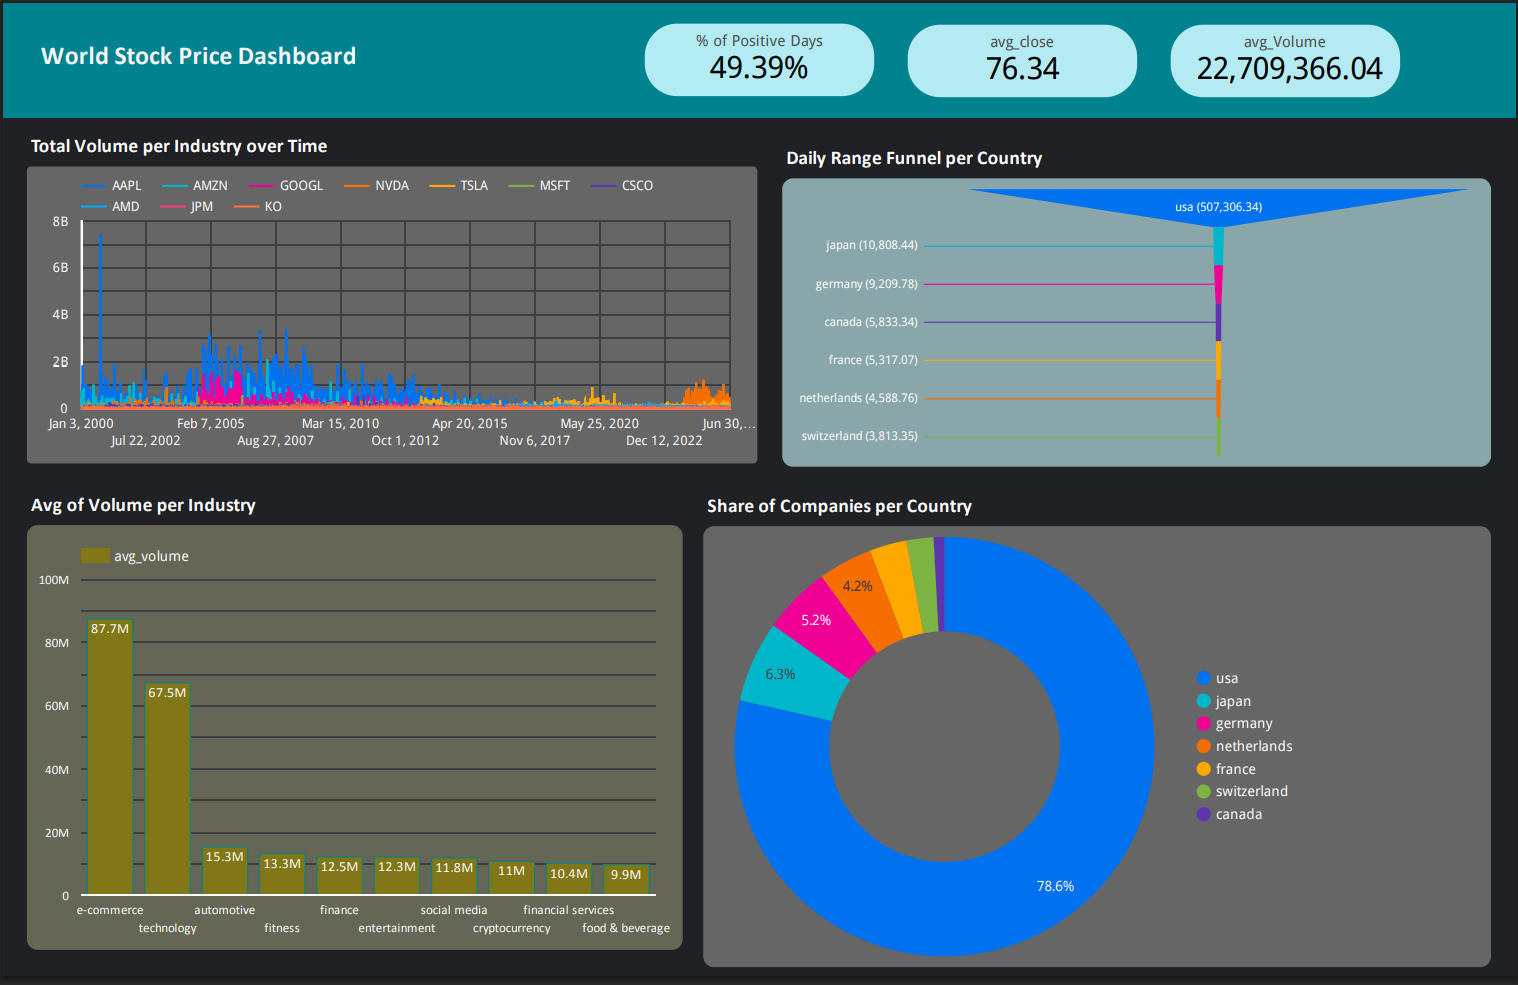 World Stock Price Dashboard
% of Positive Days
49.39%
avg_close
76.34
avg_Volume
22,709,366.04
Total Volume per Industry over Time
AAPL AMZN GOOGL NVDA TSLA MSFT CSCO
AMD JPM KO
8B
6B
4B
2B
0
Jan 3, 2000 Feb 7, 2005 Mar 15, 2010 Apr 20, 2015 May 25, 2020 Jun 30,...
Jul 22, 2002 Aug 27, 2007 Oct 1, 2012 Nov 6, 2017 Dec 12, 2022
Daily Range Funnel per Country
usa (507,306.34)
japan (10,808.44)
germany (9,209.78)
canada (5,833.34)
france (5,317.07)
netherlands (4,588.76)
switzerland (3,813.35)
Avg of Volume per Industry
avg_volume
100M
80M
60M
40M
20M
0
87.7M
67.5M
15.3M
13.3M
12.5M
12.3M
11.8M
11M
10.4M
9.9M
e-commerce automotive finance social media financial services
technology fitness entertainment cryptocurrency food & beverage
Share of Companies per Country
4.2%
5.2%
6.3%
78.6%
usa
japan
germany
netherlands
france
switzerland
canada